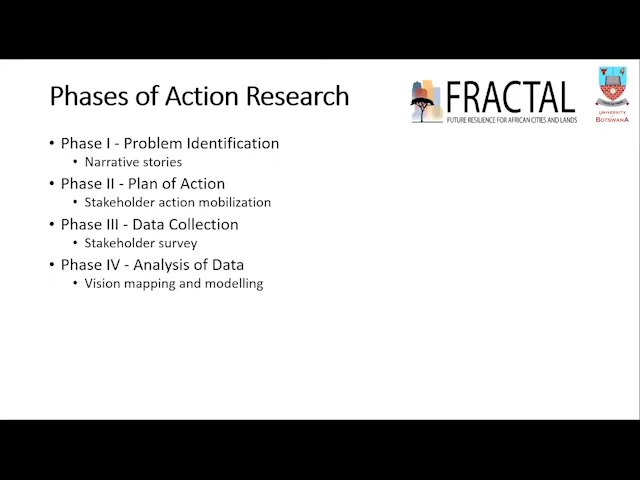 Phases of Action Research
FRACTAL
FUTURE RESILIENCE FOR AFRICAN CITIES AND LANDS
UNIVERSITY
OF
BOTSWANA
• Phase I - Problem Identification
• Narrative stories
• Phase II - Plan of Action
• Stakeholder action mobilization
• Phase III - Data Collection
• Stakeholder survey
• Phase IV - Analysis of Data
• Vision mapping and modelling